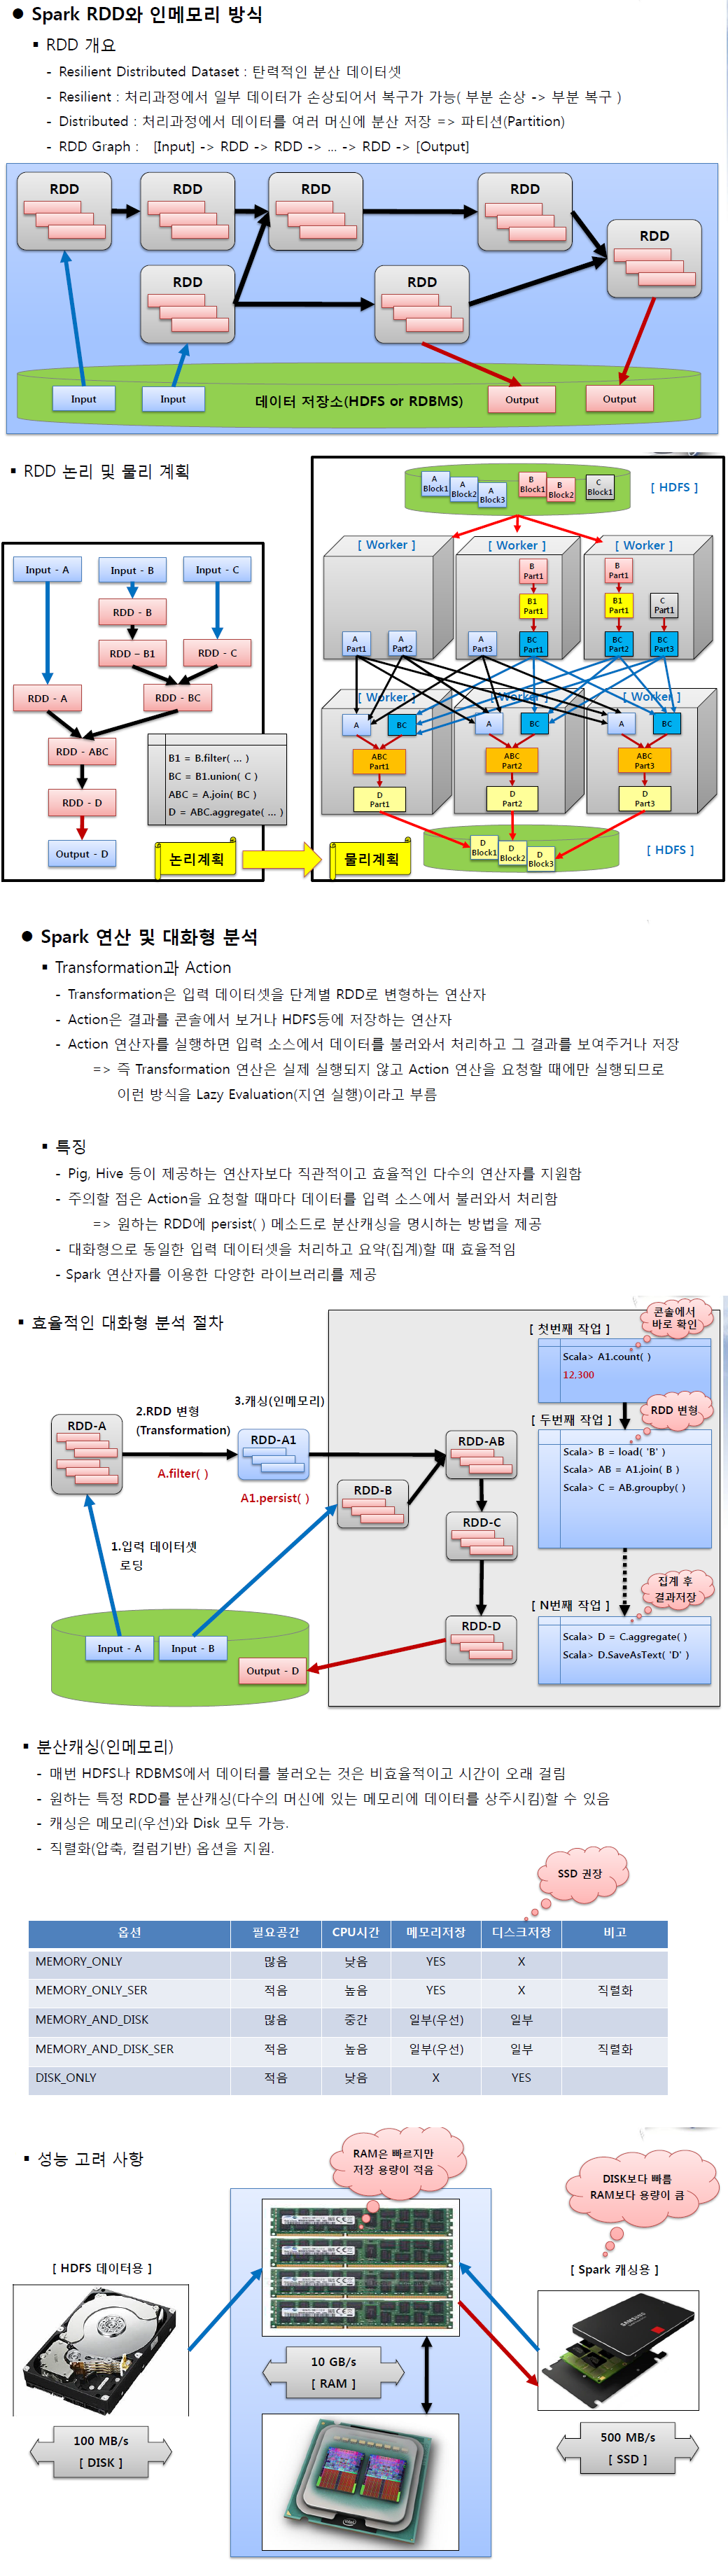 ● Spark RDD와 인메모리 방식
▪ RDD 개요
- Resilient Distributed Dataset : 탄력적인 분산 데이터셋
- Resilient : 처리과정에서 일부 데이터가 손상되어서 복구가 가능( 부분 손상 -> 부분 복구 )
- Distributed : 처리과정에서 데이터를 여러 머신에 분산 저장 => 파티션(Partition)
- RDD Graph : [Input] -> RDD -> RDD -> ... -> RDD -> [Output]
RDD
RDD
RDD
RDD
RDD
RDD
RDD
Input
Input
데이터 저장소(HDFS or RDBMS)
Output
Output
▪ RDD 논리 및 물리 계획
Input - A
Input - B
Input - C
RDD - B
RDD - B1
RDD - C
RDD - A
RDD - BC
RDD - ABC
RDD - D
Output - D
B1 = B.filter( ... )
BC = B1.union( C )
ABC = A.join( BC )
D = ABC.aggregate( ... )
논리계획
물리계획
A
Block1
A
Block2
A
Block3
B
Block1
B
Block2
C
Block1
[ HDFS ]
[ Worker ]
[ Worker ]
[ Worker ]
B
Part1
B
Part1
B1
Part1
B1
Part1
C
Part1
A
Part1
A
Part2
A
Part3
BC
Part1
BC
Part2
BC
Part3
[ Worker ]
[ Worker ]
[ Worker ]
A
BC
A
BC
A
BC
ABC
Part1
ABC
Part2
ABC
Part3
D
Part1
D
Part2
D
Part3
D
Block1
D
Block2
D
Block3
[ HDFS ]
● Spark 연산 및 대화형 분석
▪ Transformation과 Action
- Transformation은 입력 데이터셋을 단계별 RDD로 변형하는 연산자
- Action은 결과를 콘솔에서 보거나 HDFS등에 저장하는 연산자
- Action 연산자를 실행하면 입력 소스에서 데이터를 불러와서 처리하고 그 결과를 보여주거나 저장
=> 즉 Transformation 연산은 실제 실행되지 않고 Action 연산을 요청할 때에만 실행되므로
이런 방식을 Lazy Evaluation(지연 실행)이라고 부름
▪ 특징
- Pig, Hive 등이 제공하는 연산자보다 직관적이고 효율적인 다수의 연산자를 지원함
- 주의할 점은 Action을 요청할 때마다 데이터를 입력 소스에서 불러와서 처리함
=> 원하는 RDD에 persist( ) 메소드로 분산캐싱을 명시하는 방법을 제공
- 대화형으로 동일한 입력 데이터셋을 처리하고 요약(집계)할 때 효율적임
- Spark 연산자를 이용한 다양한 라이브러리를 제공
▪ 효율적인 대화형 분석 절차
[ 첫번째 작업 ]
콘솔에서
바로 확인
Scala> A1.count( )
12,300
3.캐싱(인메모리)
2.RDD 변형
(Transformation)
RDD-A
RDD-A1
A.filter( )
A1.persist( )
RDD 변형
[ 두번째 작업 ]
RDD-AB
RDD-B
Scala> B = load( 'B' )
Scala> AB = A1.join( B )
Scala> C = AB.groupby( )
RDD-C
1.입력 데이터셋
로딩
집계 후
결과저장
[ N번째 작업 ]
RDD-D
Scala> D = C.aggregate( )
Scala> D.SaveAsText( 'D' )
Input - A
Input - B
Output - D
▪ 분산캐싱(인메모리)
- 매번 HDFS나 RDBMS에서 데이터를 불러오는 것은 비효율적이고 시간이 오래 걸림
- 원하는 특정 RDD를 분산캐싱(다수의 머신에 있는 메모리에 데이터를 상주시킴)할 수 있음
- 캐싱은 메모리(우선)와 Disk 모두 가능.
- 직렬화(압축, 컬럼기반) 옵션을 지원.
SSD 권장
옵션 필요공간 CPU시간 메모리저장 디스크저장 비고
MEMORY_ONLY 많음 낮음 YES X
MEMORY_ONLY_SER 적음 높음 YES X 직렬화
MEMORY_AND_DISK 많음 중간 일부(우선) 일부
MEMORY_AND_DISK_SER 적음 높음 일부(우선) 일부 직렬화
DISK_ONLY 적음 낮음 X YES
▪ 성능 고려 사항
RAM은 빠르지만
저장 용량이 적음
DISK보다 빠름
RAM보다 용량이 큼
[ HDFS 데이터용 ]
[ Spark 캐싱용 ]
SAMSUNG
10 GB/s
[ RAM ]
100 MB/s
[ DISK ]
500 MB/s
[ SSD ]
intel